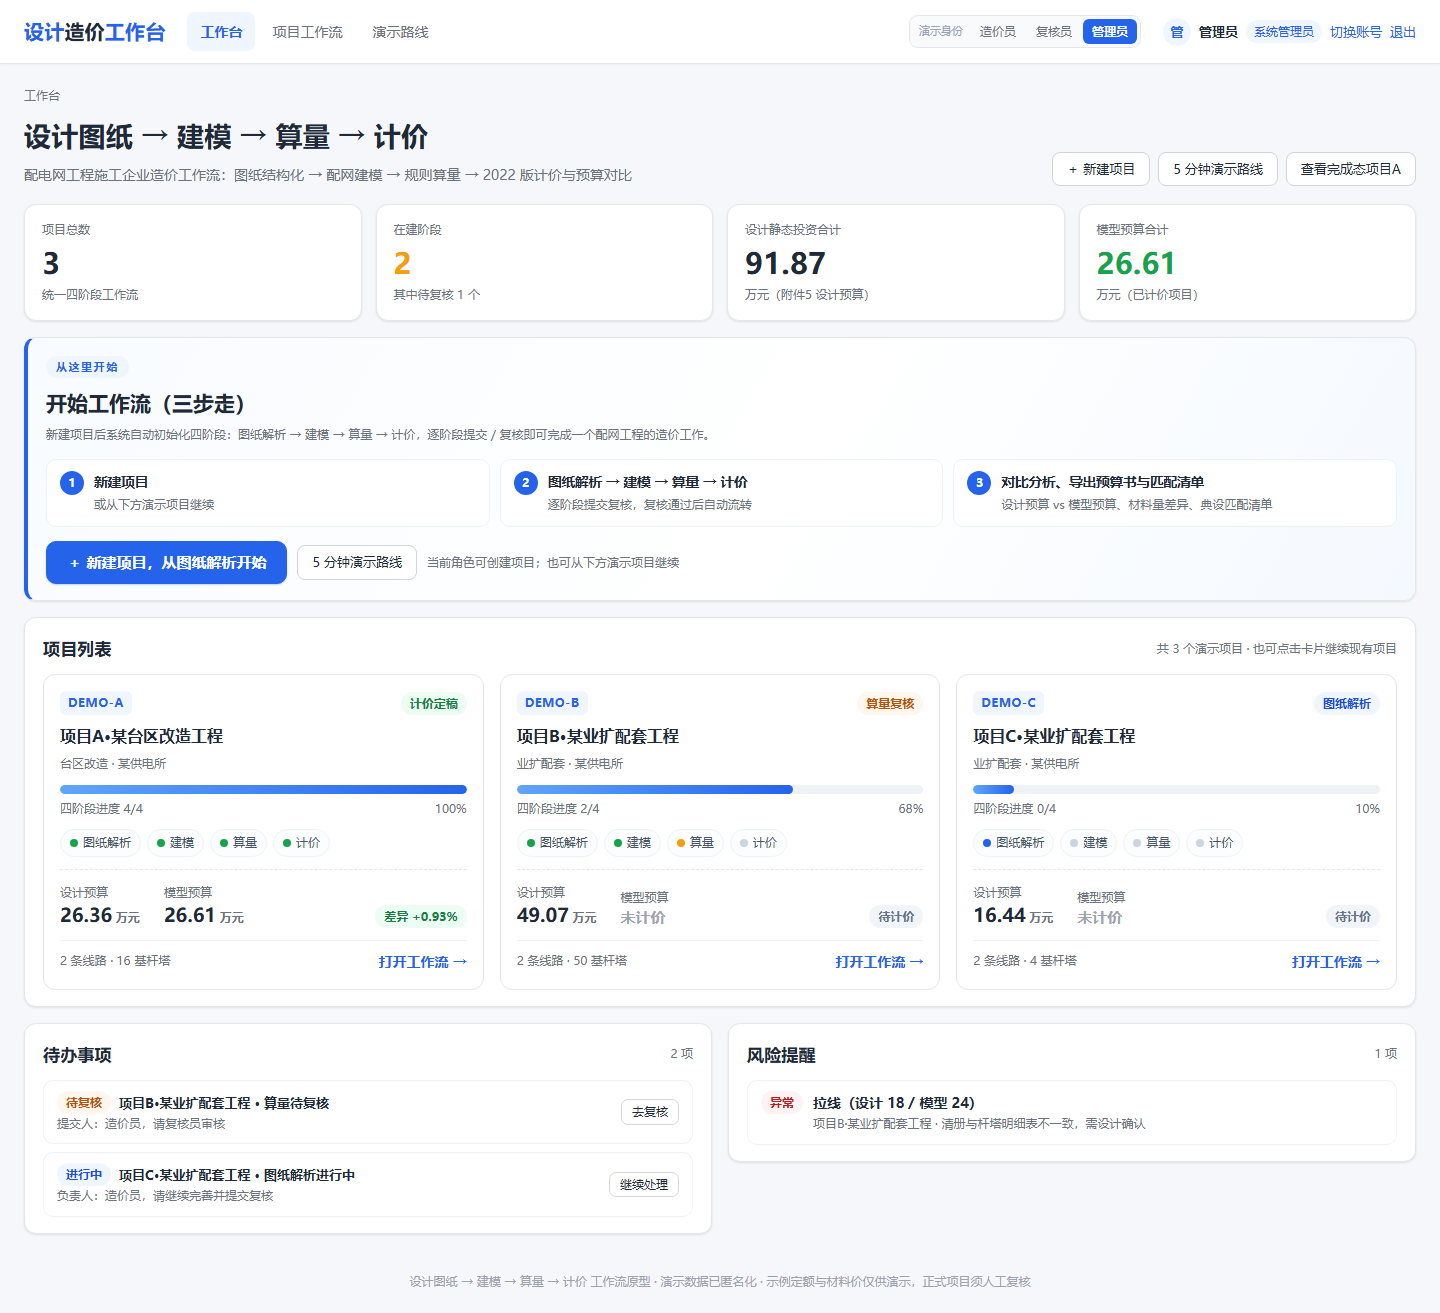 设计造价工作台 工作台 项目工作流 演示路线 演示身份 造价员 复核员 管理员 管 管理员 系统管理员 切换账号 退出
工作台
设计图纸 → 建模 → 算量 → 计价
配电网工程施工企业造价工作流：图纸结构化 → 配网建模 → 规则算量 → 2022 版计价与预算对比
+ 新建项目 5 分钟演示路线 查看完成态项目A
项目总数
3
统一四阶段工作流
在建阶段
2
其中待复核 1 个
设计静态投资合计
91.87
万元（附件5 设计预算）
模型预算合计
26.61
万元（已计价项目）
从这里开始
开始工作流（三步走）
新建项目后系统自动初始化四阶段：图纸解析 → 建模 → 算量 → 计价，逐阶段提交 / 复核即可完成一个配网工程的造价工作。
1 新建项目
或从下方演示项目继续
2 图纸解析 → 建模 → 算量 → 计价
逐阶段提交复核，复核通过后自动流转
3 对比分析、导出预算书与匹配清单
设计预算 vs 模型预算、材料量差异、典设匹配清单
+ 新建项目，从图纸解析开始 5 分钟演示路线 当前角色可创建项目；也可从下方演示项目继续
项目列表 共 3 个演示项目 · 也可点击卡片继续现有项目
DEMO-A 计价定稿
项目A·某台区改造工程
台区改造 · 某供电所
四阶段进度 4/4 100%
图纸解析 建模 算量 计价
设计预算 模型预算
26.36 万元 26.61 万元 差异 +0.93%
2 条线路 · 16 基杆塔 打开工作流 →
DEMO-B 算量复核
项目B·某业扩配套工程
业扩配套 · 某供电所
四阶段进度 2/4 68%
图纸解析 建模 算量 计价
设计预算 模型预算
49.07 万元 未计价 待计价
2 条线路 · 50 基杆塔 打开工作流 →
DEMO-C 图纸解析
项目C·某业扩配套工程
业扩配套 · 某供电所
四阶段进度 0/4 10%
图纸解析 建模 算量 计价
设计预算 模型预算
16.44 万元 未计价 待计价
2 条线路 · 4 基杆塔 打开工作流 →
待办事项 2 项
待复核 项目B·某业扩配套工程 · 算量待复核
提交人：造价员，请复核员审核
去复核
进行中 项目C·某业扩配套工程 · 图纸解析进行中
负责人：造价员，请继续完善并提交复核
继续处理
风险提醒 1 项
异常 拉线（设计 18 / 模型 24）
项目B·某业扩配套工程 · 清册与杆塔明细表不一致，需设计确认
设计图纸 → 建模 → 算量 → 计价 工作流原型 · 演示数据已匿名化 · 示例定额与材料价仅供演示，正式项目须人工复核